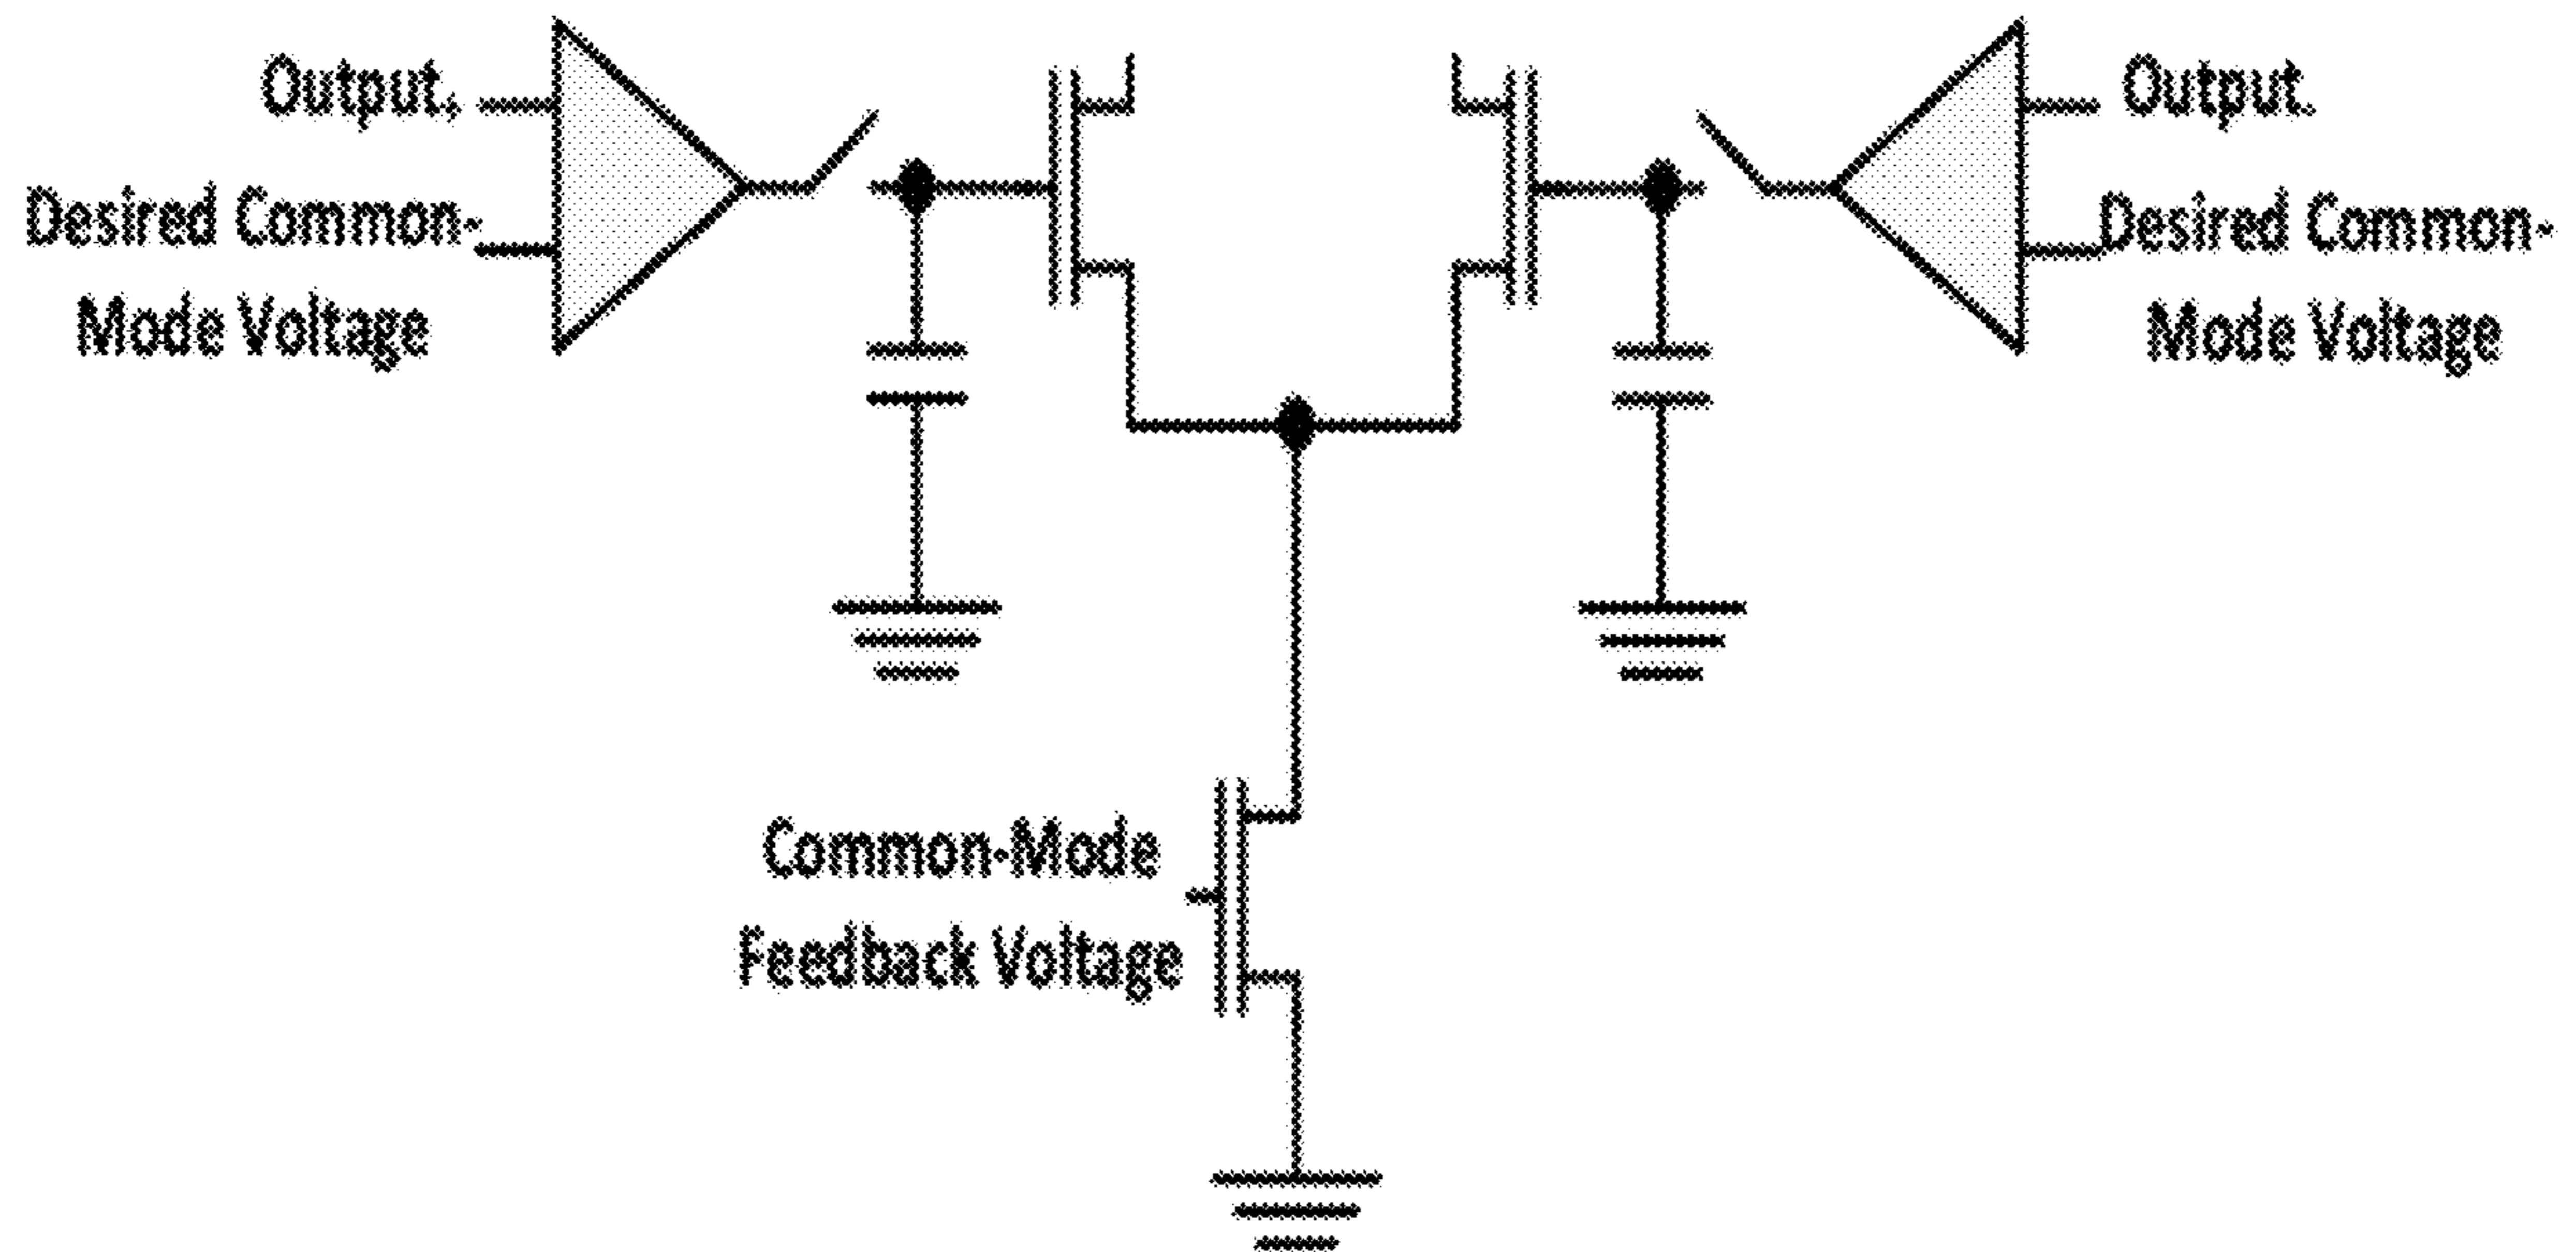 Output+
Desired Common-
Mode Voltage
Output-
Desired Common-
Mode Voltage
Common-Mode
Feedback Voltage